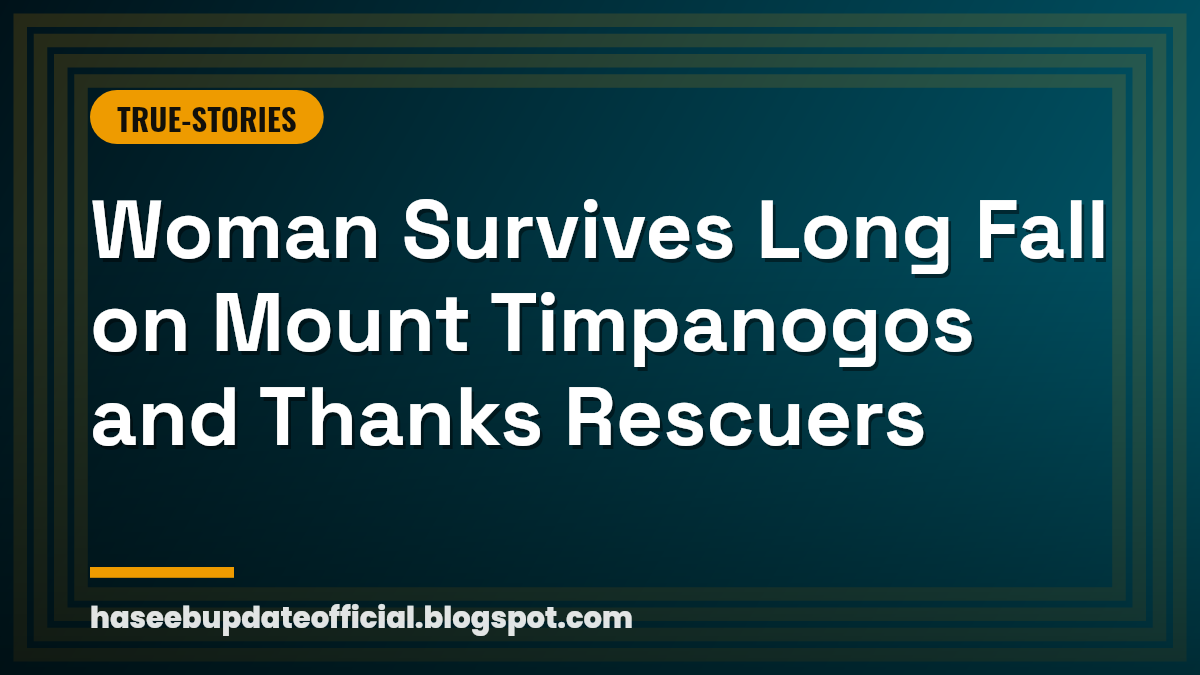 TRUE-STORIES
Woman Survives Long Fall
on Mount Timpanogos
and Thanks Rescuers
haseebupdateofficial.blogspot.com